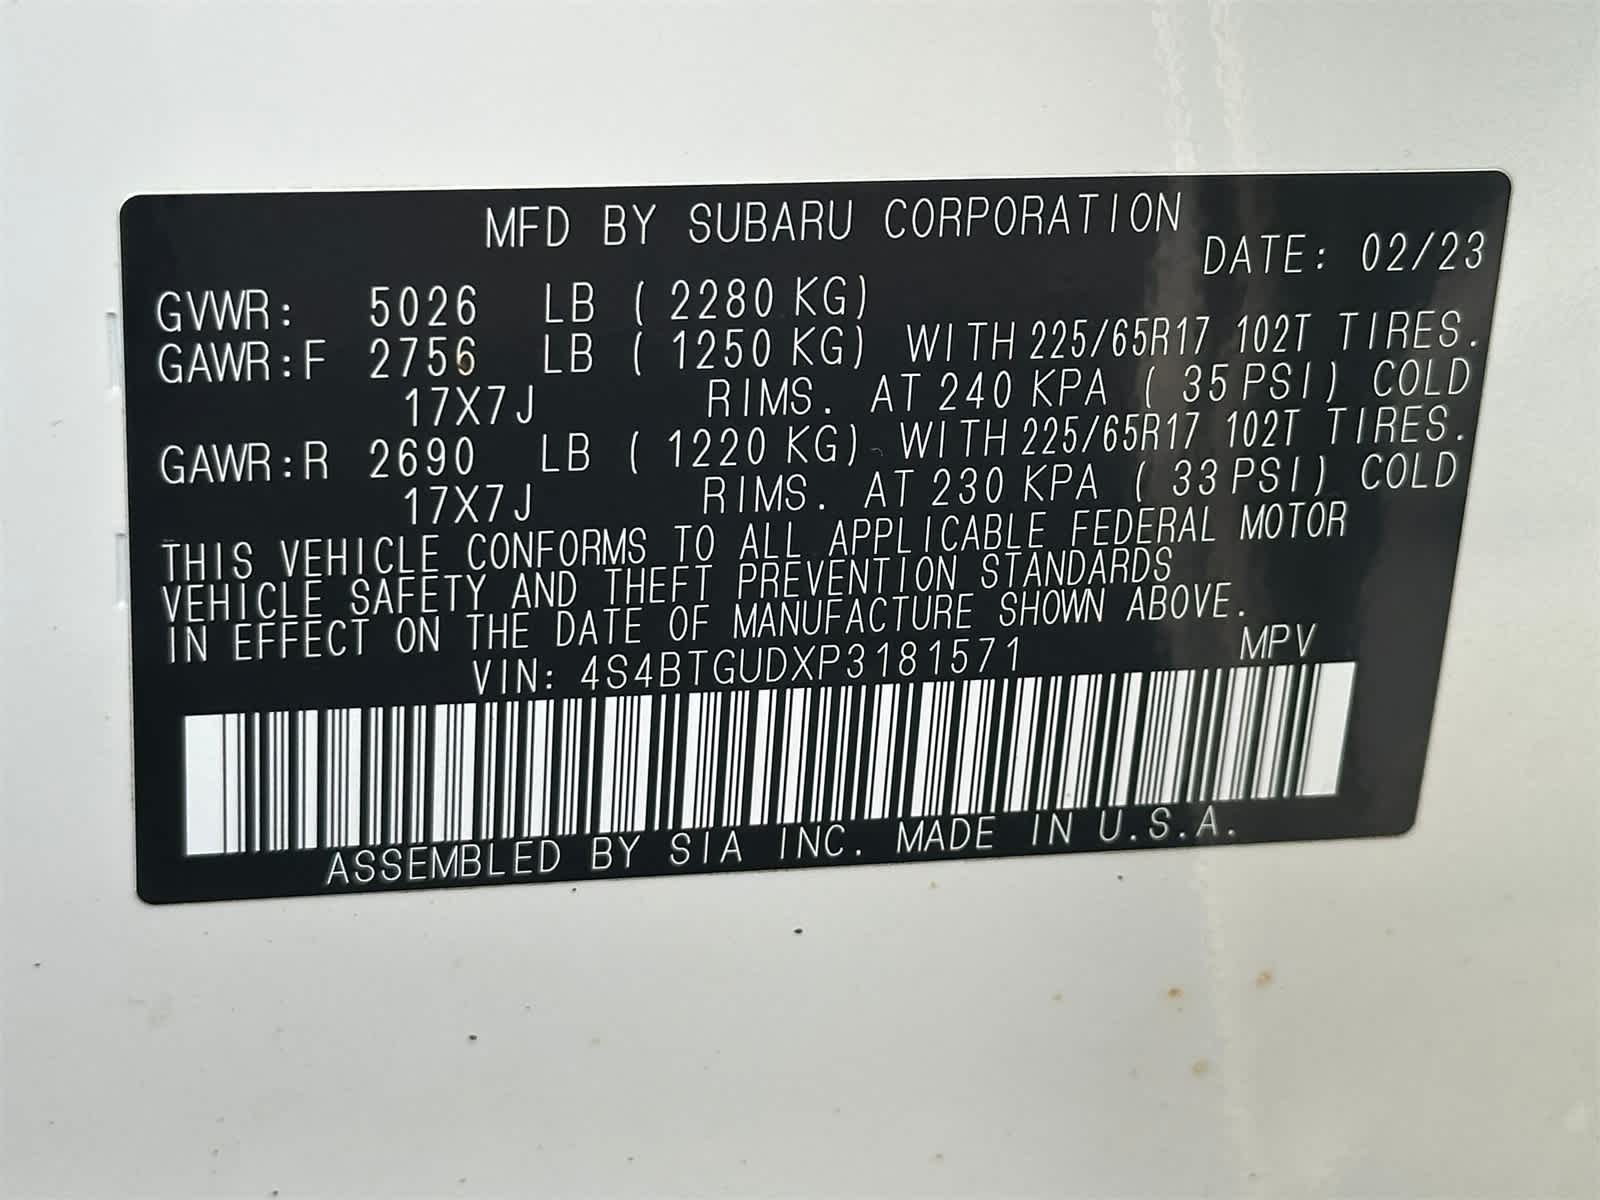 MFD BY SUBARU CORPORATION
DATE: 02/23
GVWR: 5026 LB ( 2280 KG)
GAWR:F 2756 LB ( 1250 KG) WITH 225/65R17 102T TIRES.
17X7J RIMS. AT 240 KPA ( 35 PSI) COLD
GAWR:R 2690 LB ( 1220 KG) WITH 225/65R17 102T TIRES.
17X7J RIMS. AT 230 KPA ( 33 PSI) COLD
THIS VEHICLE CONFORMS TO ALL APPLICABLE FEDERAL MOTOR
VEHICLE SAFETY AND THEFT PREVENTION STANDARDS
IN EFFECT ON THE DATE OF MANUFACTURE SHOWN ABOVE.
VIN: 4S4BTGUDXP3181571 MPV
ASSEMBLED BY SIA INC. MADE IN U.S.A.